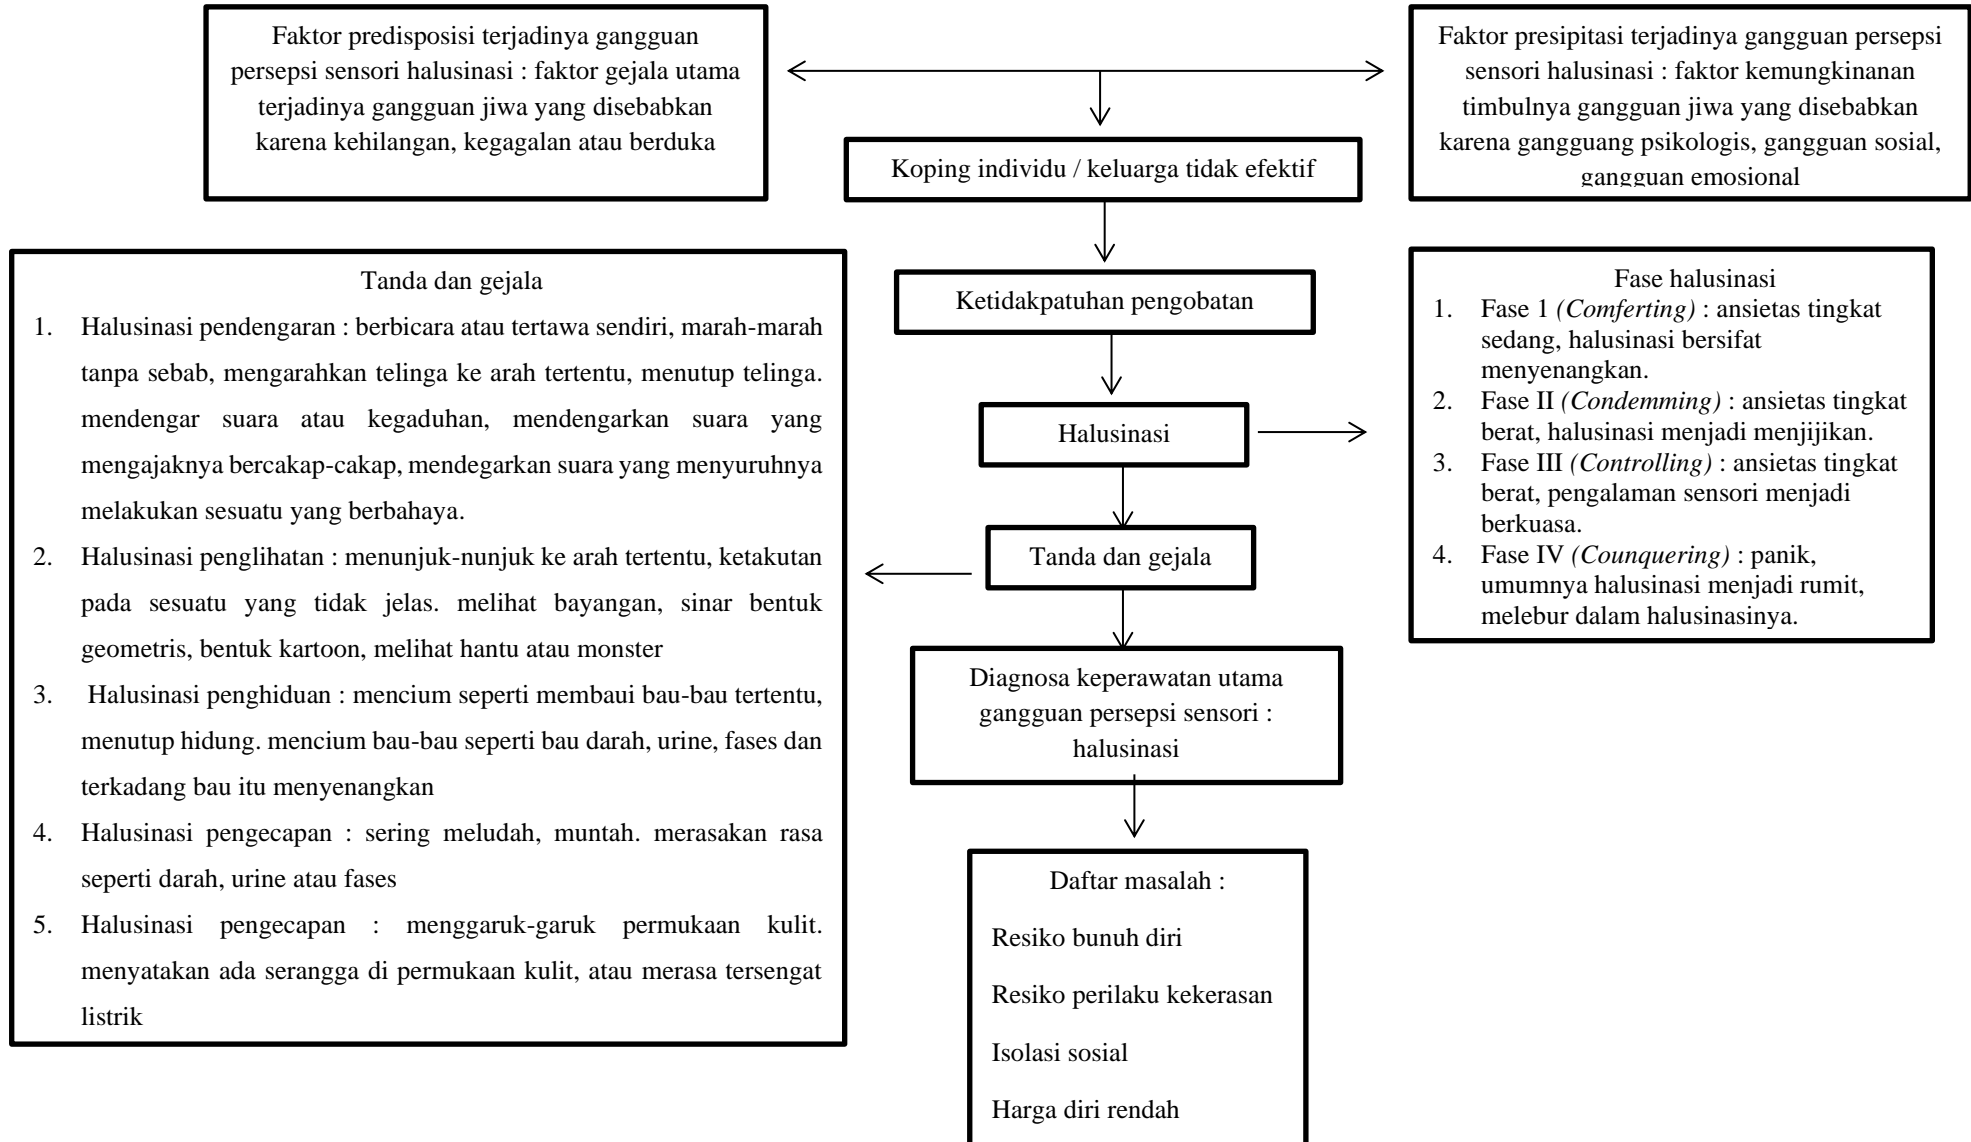 Faktor predisposisi terjadinya gangguan
persepsi sensori halusinasi : faktor gejala utama
terjadinya gangguan jiwa yang disebabkan
karena kehilangan, kegagalan atau berduka
Faktor presipitasi terjadinya gangguan persepsi
sensori halusinasi : faktor kemungkinanan
timbulnya gangguan jiwa yang disebabkan
karena gangguang psikologis, gangguan sosial,
gangguan emosional
Koping individu / keluarga tidak efektif
Ketidakpatuhan pengobatan
Halusinasi
Tanda dan gejala
Diagnosa keperawatan utama
gangguan persepsi sensori :
halusinasi
Daftar masalah :
Resiko bunuh diri
Resiko perilaku kekerasan
Isolasi sosial
Harga diri rendah
Tanda dan gejala
1. Halusinasi pendengaran : berbicara atau tertawa sendiri, marah-marah
tanpa sebab, mengarahkan telinga ke arah tertentu, menutup telinga.
mendengar suara atau kegaduhan, mendengarkan suara yang
mengajaknya bercakap-cakap, mendegarkan suara yang menyuruhnya
melakukan sesuatu yang berbahaya.
2. Halusinasi penglihatan : menunjuk-nunjuk ke arah tertentu, ketakutan
pada sesuatu yang tidak jelas. melihat bayangan, sinar bentuk
geometris, bentuk kartoon, melihat hantu atau monster
3. Halusinasi penghiduan : mencium seperti membaui bau-bau tertentu,
menutup hidung. mencium bau-bau seperti bau darah, urine, fases dan
terkadang bau itu menyenangkan
4. Halusinasi pengecapan : sering meludah, muntah. merasakan rasa
seperti darah, urine atau fases
5. Halusinasi pengecapan : menggaruk-garuk permukaan kulit.
menyatakan ada serangga di permukaan kulit, atau merasa tersengat
listrik
Fase halusinasi
1. Fase 1 (Comferting) : ansietas tingkat
sedang, halusinasi bersifat
menyenangkan.
2. Fase II (Condemming) : ansietas tingkat
berat, halusinasi menjadi menjijikan.
3. Fase III (Controlling) : ansietas tingkat
berat, pengalaman sensori menjadi
berkuasa.
4. Fase IV (Counquering) : panik,
umumnya halusinasi menjadi rumit,
melebur dalam halusinasinya.